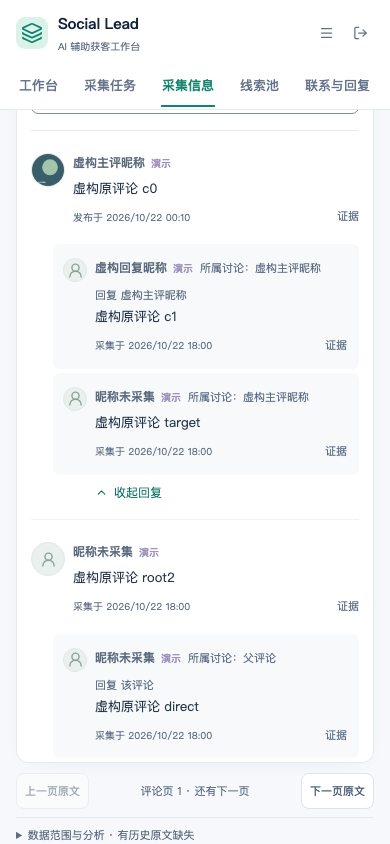 Social Lead
AI 辅助获客工作台
工作台 采集任务 采集信息 线索池 联系与回复
虚构主评昵称 演示
虚构原评论 c0
发布于 2026/10/22 00:10 证据
虚构回复昵称 演示 所属讨论：虚构主评昵称
回复 虚构主评昵称
虚构原评论 c1
采集于 2026/10/22 18:00 证据
昵称未采集 演示 所属讨论：虚构主评昵称
虚构原评论 target
采集于 2026/10/22 18:00 证据
收起回复
昵称未采集 演示
虚构原评论 root2
采集于 2026/10/22 18:00 证据
昵称未采集 演示 所属讨论：父评论
回复 该评论
虚构原评论 direct
采集于 2026/10/22 18:00 证据
上一页原文 评论页 1 · 还有下一页 下一页原文
数据范围与分析 · 有历史原文缺失